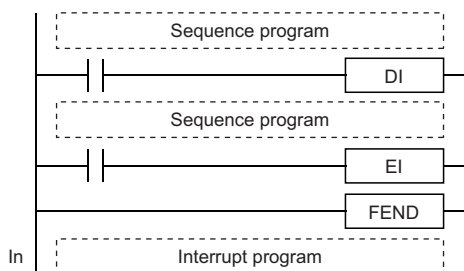 Sequence program
DI
Sequence program
EI
FEND
In
Interrupt program